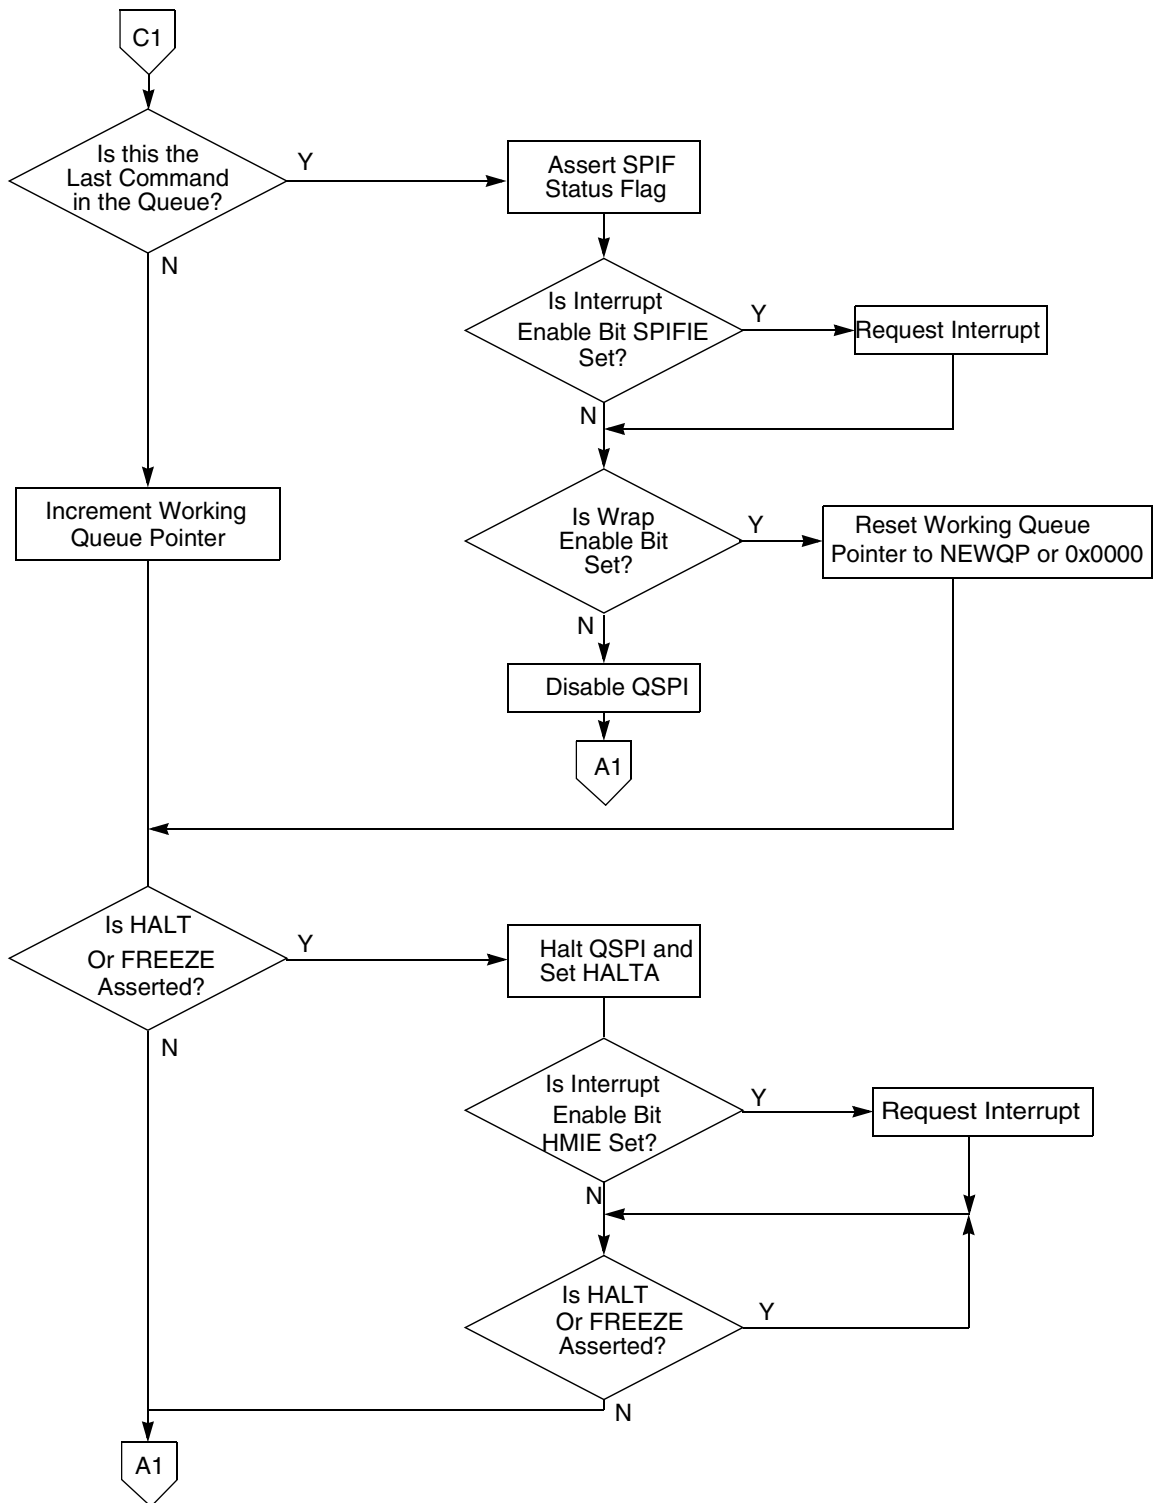 C1
Is this the
Last Command
in the Queue?
Y
N
Assert SPIF
Status Flag
Is Interrupt
Enable Bit SPIFIE
Set?
Y
Request Interrupt
N
Increment Working
Queue Pointer
Is Wrap
Enable Bit
Set?
Y
Reset Working Queue
Pointer to NEWQP or 0x0000
N
Disable QSPI
A1
Is HALT
Or FREEZE
Asserted?
Y
N
Halt QSPI and
Set HALTA
Is Interrupt
Enable Bit
HMIE Set?
Y
Request Interrupt
N
Is HALT
Or FREEZE
Asserted?
Y
N
A1